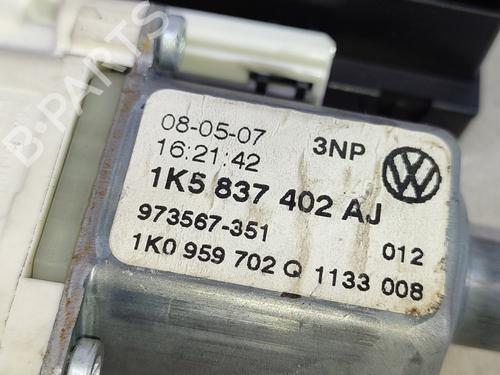 08-05-07
16:21:42 3NP
1K5 837 402 AJ
973567-351 012
1K0 959 702 Q 1133 008
B-PARTS